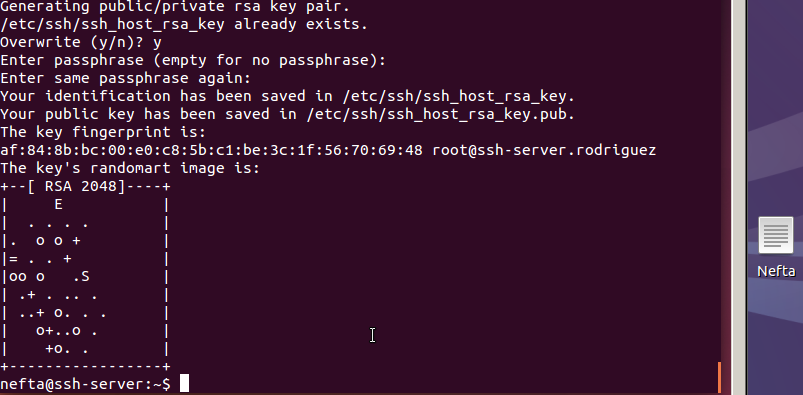 Generating public/private rsa key pair.
/etc/ssh/ssh_host_rsa_key already exists.
Overwrite (y/n)? y
Enter passphrase (empty for no passphrase):
Enter same passphrase again:
Your identification has been saved in /etc/ssh/ssh_host_rsa_key.
Your public key has been saved in /etc/ssh/ssh_host_rsa_key.pub.
The key fingerprint is:
af:84:8b:bc:00:e0:c8:5b:c1:be:3c:1f:56:70:69:48 root@ssh-server.rodriguez
The key's randomart image is:
+--[ RSA 2048]----+
|     E           |
|  . . . .        |
|.  o o +         |
|= . . +          |
|oo o   .S        |
| .+ . .. .       |
| ..+ o. . .      |
|   o+..o .       |
|    +o. .        |
+-----------------+
nefta@ssh-server:~$
Nefta